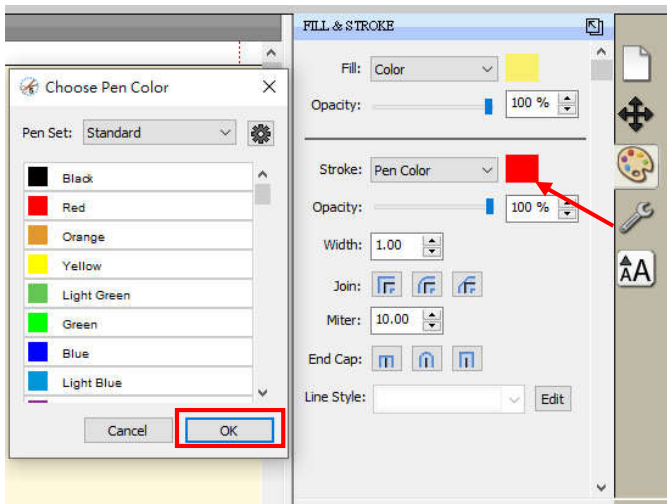 FILL & STROKE
Fill: Color
Opacity: 100 %
Stroke: Pen Color
Opacity: 100 %
Width: 1.00
Join:
Miter: 10.00
End Cap:
Line Style: Edit
AA
Choose Pen Color
Pen Set: Standard
Black
Red
Orange
Yellow
Light Green
Green
Blue
Light Blue
Cancel OK